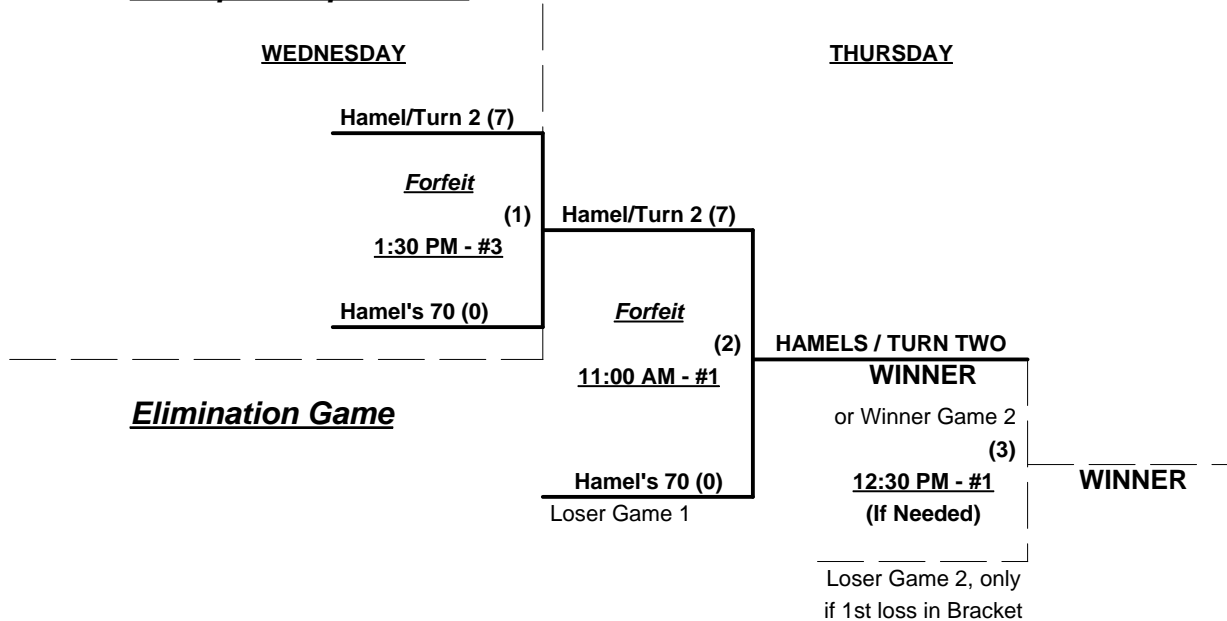 WEDNESDAY
THURSDAY
Hamel/Turn 2 (7)
Forfeit
(1)
Hamel/Turn 2 (7)
1:30 PM - #3
Hamel's 70 (0)
Forfeit
(2)
HAMELS / TURN TWO
11:00 AM - #1
WINNER
Elimination Game
or Winner Game 2
(3)
Hamel's 70 (0)
12:30 PM - #1
WINNER
Loser Game 1
(If Needed)
Loser Game 2, only
if 1st loss in Bracket